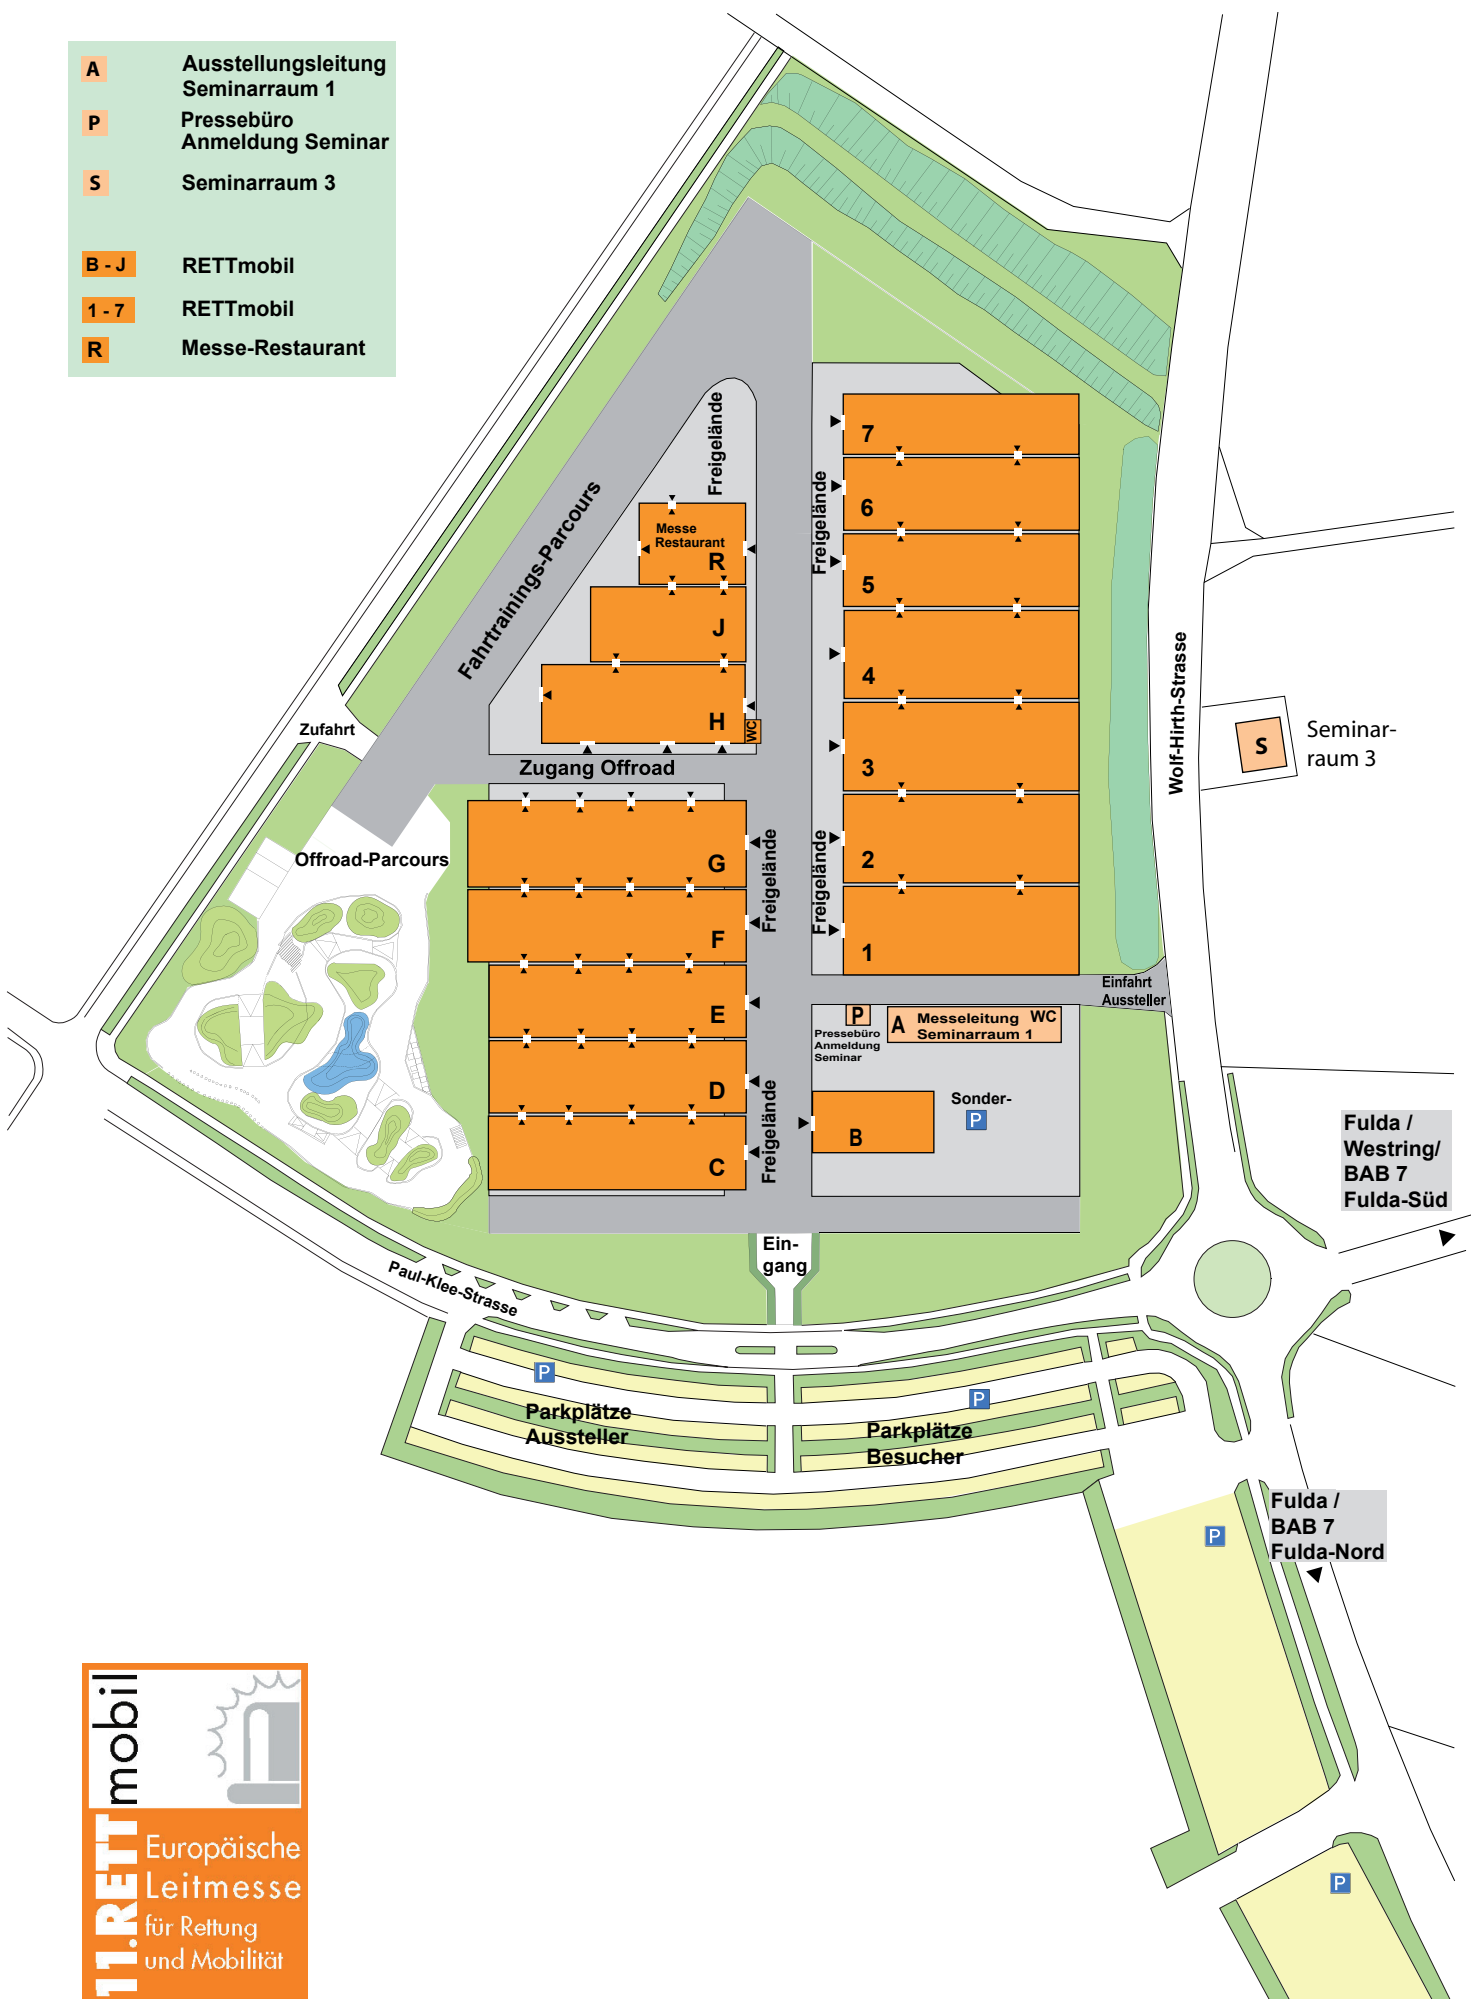 A Ausstellungsleitung
Seminarraum 1
P Pressebüro
Anmeldung Seminar
S Seminarraum 3
B - J RETTmobil
1 - 7 RETTmobil
R Messe-Restaurant
Freigelände
Fahrtrainings-Parcours
Messe
Restaurant
R
J
H
WC
Zufahrt
Zugang Offroad
Offroad-Parcours
G
F
E
D
C
Freigelände
Freigelände
Freigelände
Freigelände
7
6
5
4
3
2
1
Wolf-Hirth-Strasse
S
Seminar-
raum 3
Einfahrt
Aussteller
P
Pressebüro
Anmeldung
Seminar
A Messeleitung WC
Seminarraum 1
B
Sonder-
P
Fulda /
Westring/
BAB 7
Fulda-Süd
Ein-
gang
Paul-Klee-Strasse
P
Parkplätze
Aussteller
P
Parkplätze
Besucher
Fulda /
BAB 7
Fulda-Nord
P
P
11.RETTmobil
Europäische
Leitmesse
für Rettung
und Mobilität